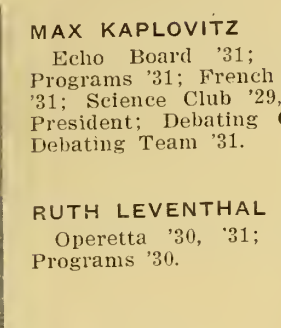 MAX KAPLOVITZ
Echo Board '31;
Programs '31; French
'31; Science Club '29,
President; Debating
Debating Team '31.
RUTH LEVENTHAL
Operetta '30, '31;
Programs '30.